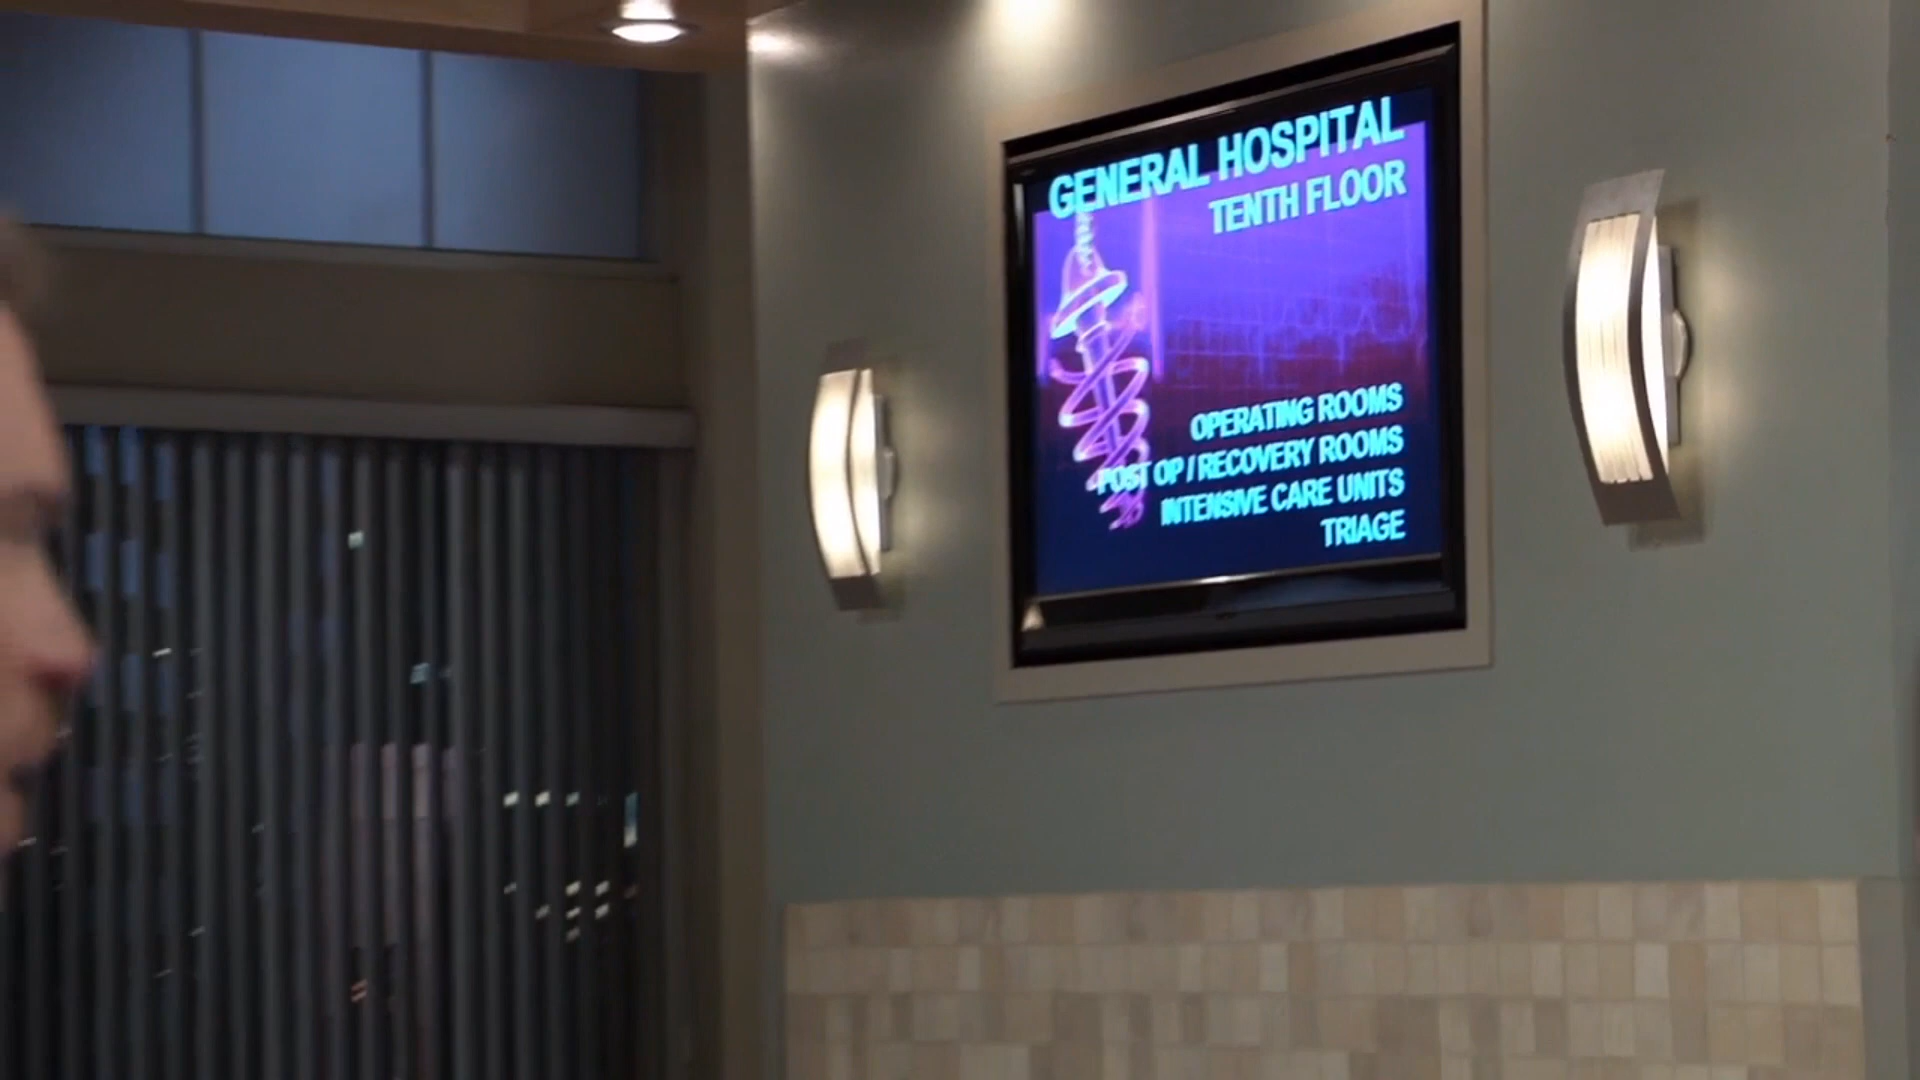 GENERAL HOSPITAL
TENTH FLOOR
OPERATING ROOMS
POST OP / RECOVERY ROOMS
INTENSIVE CARE UNITS
TRIAGE